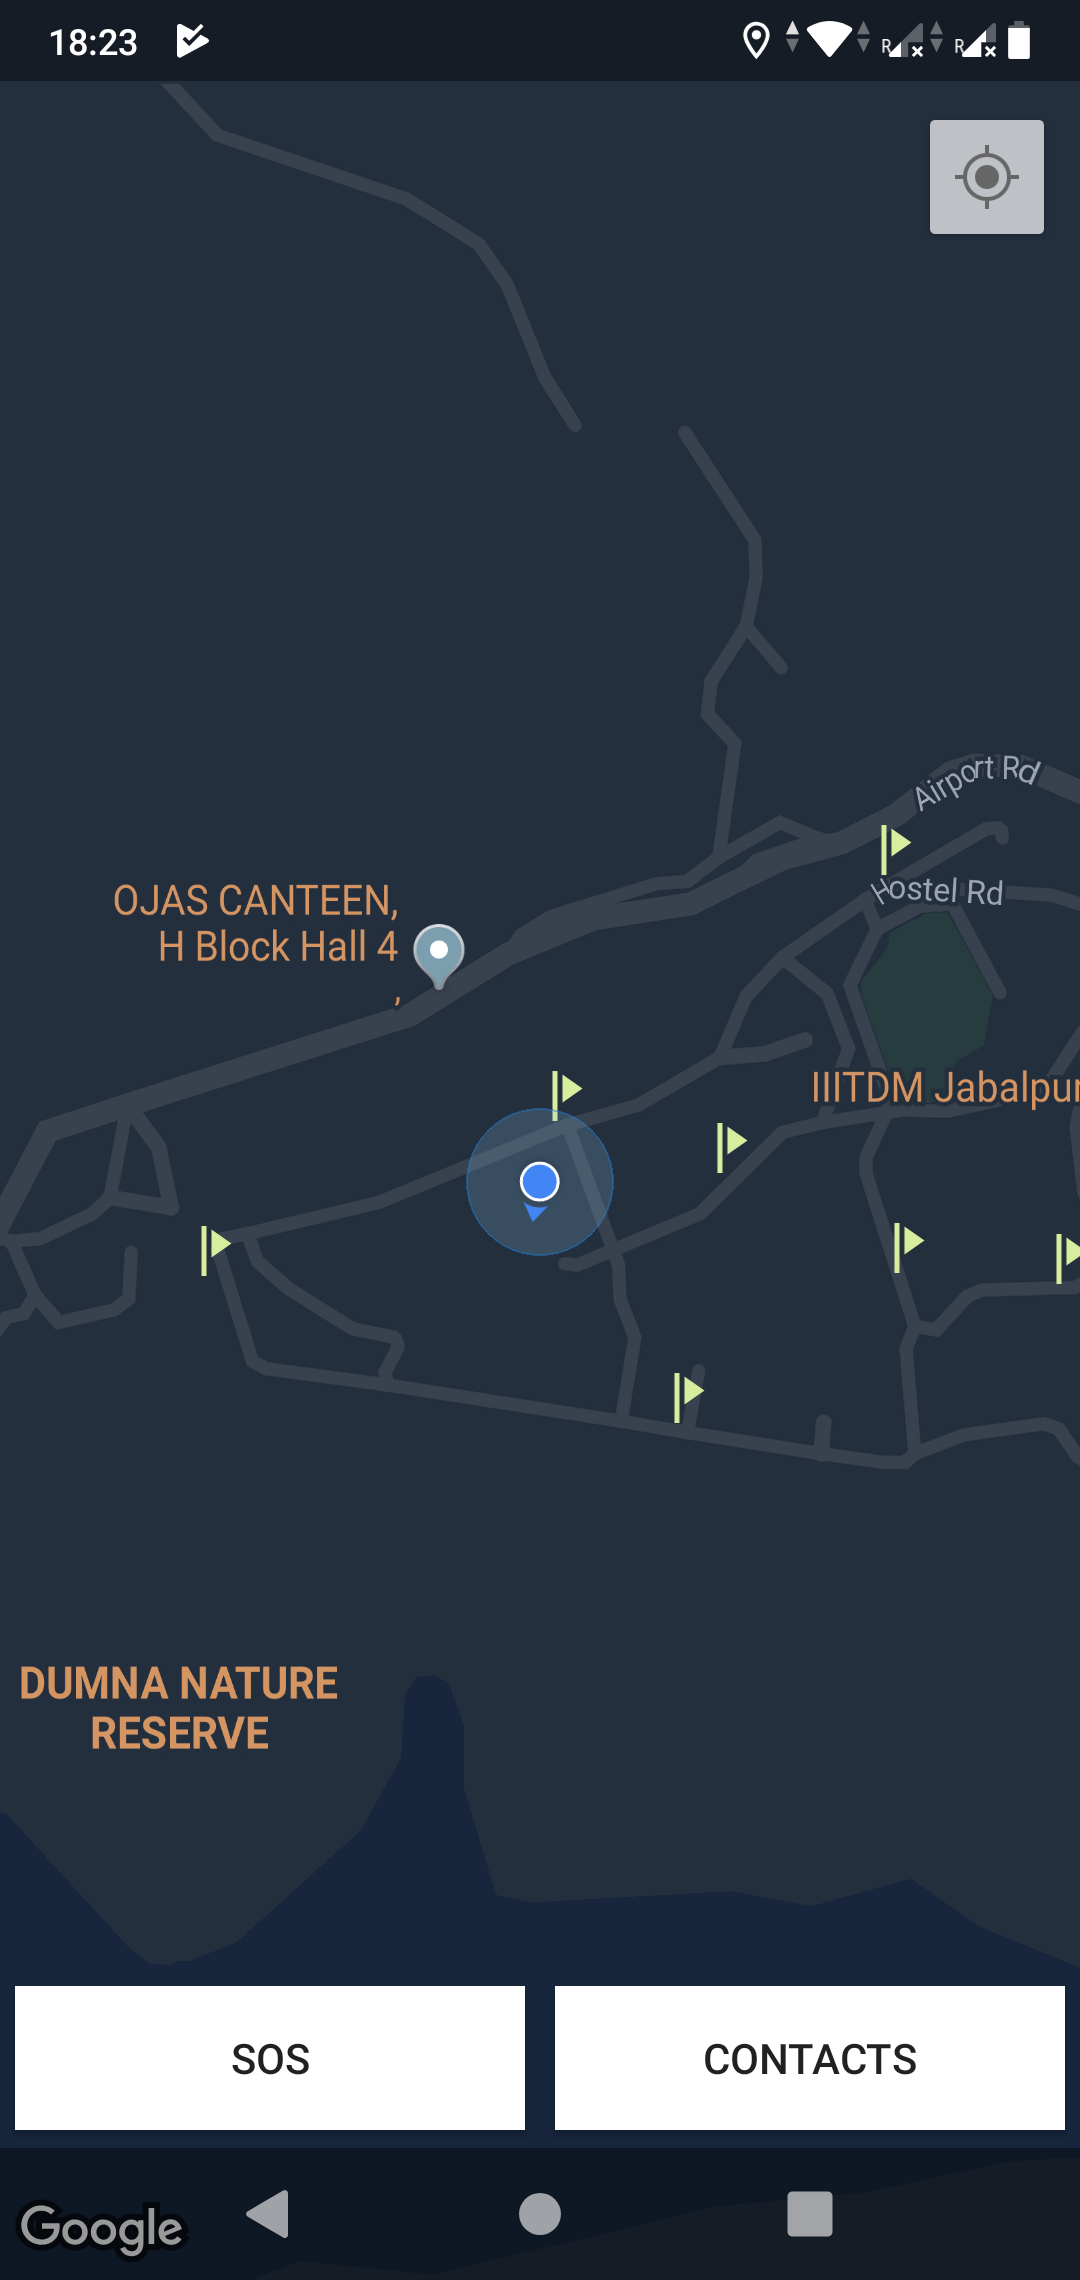 18:23
R
R
Airport Rd
Hostel Rd
OJAS CANTEEN,
H Block Hall 4
,
IIITDM Jabalpur
DUMNA NATURE
RESERVE
SOS
CONTACTS
Google